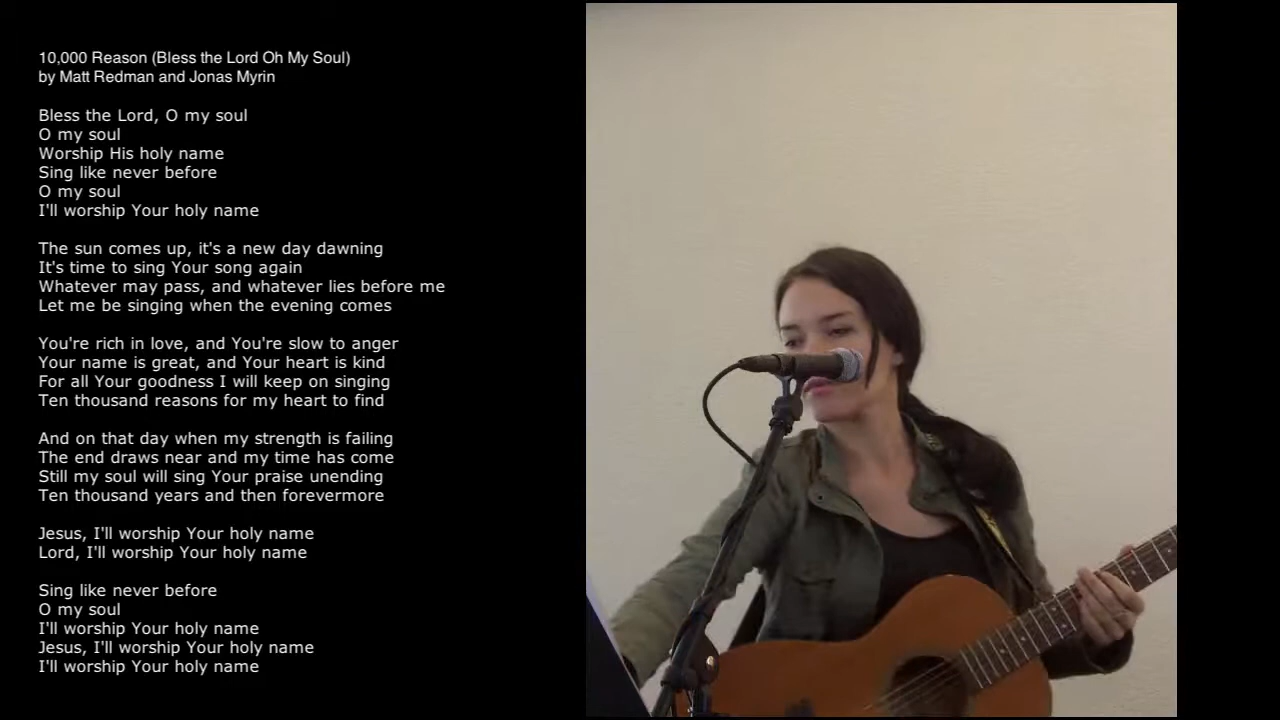 10,000 Reason (Bless the Lord Oh My Soul)
by Matt Redman and Jonas Myrin
Bless the Lord, O my soul
O my soul
Worship His holy name
Sing like never before
O my soul
I'll worship Your holy name
The sun comes up, it's a new day dawning
It's time to sing Your song again
Whatever may pass, and whatever lies before me
Let me be singing when the evening comes
You're rich in love, and You're slow to anger
Your name is great, and Your heart is kind
For all Your goodness I will keep on singing
Ten thousand reasons for my heart to find
And on that day when my strength is failing
The end draws near and my time has come
Still my soul will sing Your praise unending
Ten thousand years and then forevermore
Jesus, I'll worship Your holy name
Lord, I'll worship Your holy name
Sing like never before
O my soul
I'll worship Your holy name
Jesus, I'll worship Your holy name
I'll worship Your holy name